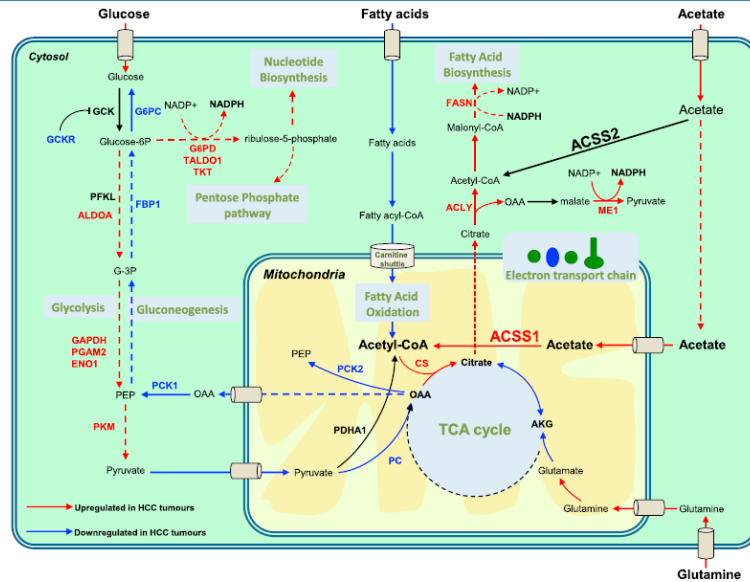 Glucose
Fatty acids
Acetate
Cytosol
Glucose
Nucleotide
Biosynthesis
Fatty Acid
Biosynthesis
GCK
G6PC
NADP+
NADPH
GCKR
Glucose-6P
G6PD
TALDO1
TKT
ribulose-5-phosphate
Pentose Phosphate
pathway
Fatty acids
Fatty acyl-CoA
Carnitine
shuttle
FASN
NADP+
NADPH
Malonyl-CoA
Acetyl-CoA
ACLY
Citrate
OAA
malate
NADP+
NADPH
ME1
Pyruvate
ACSS2
Acetate
PFKL
ALDOA
FBP1
G-3P
Glycolysis
Gluconeogenesis
GAPDH
PGAM2
ENO1
PEP
PCK1
OAA
PKM
Pyruvate
Electron transport chain
Mitochondria
Fatty Acid
Oxidation
Acetyl-CoA
ACSS1
Acetate
Acetate
PEP
PCK2
CS
Citrate
OAA
PDHA1
PC
Pyruvate
TCA cycle
AKG
Glutamate
Glutamine
Glutamine
Glutamine
Upregulated in HCC tumours
Downregulated in HCC tumours